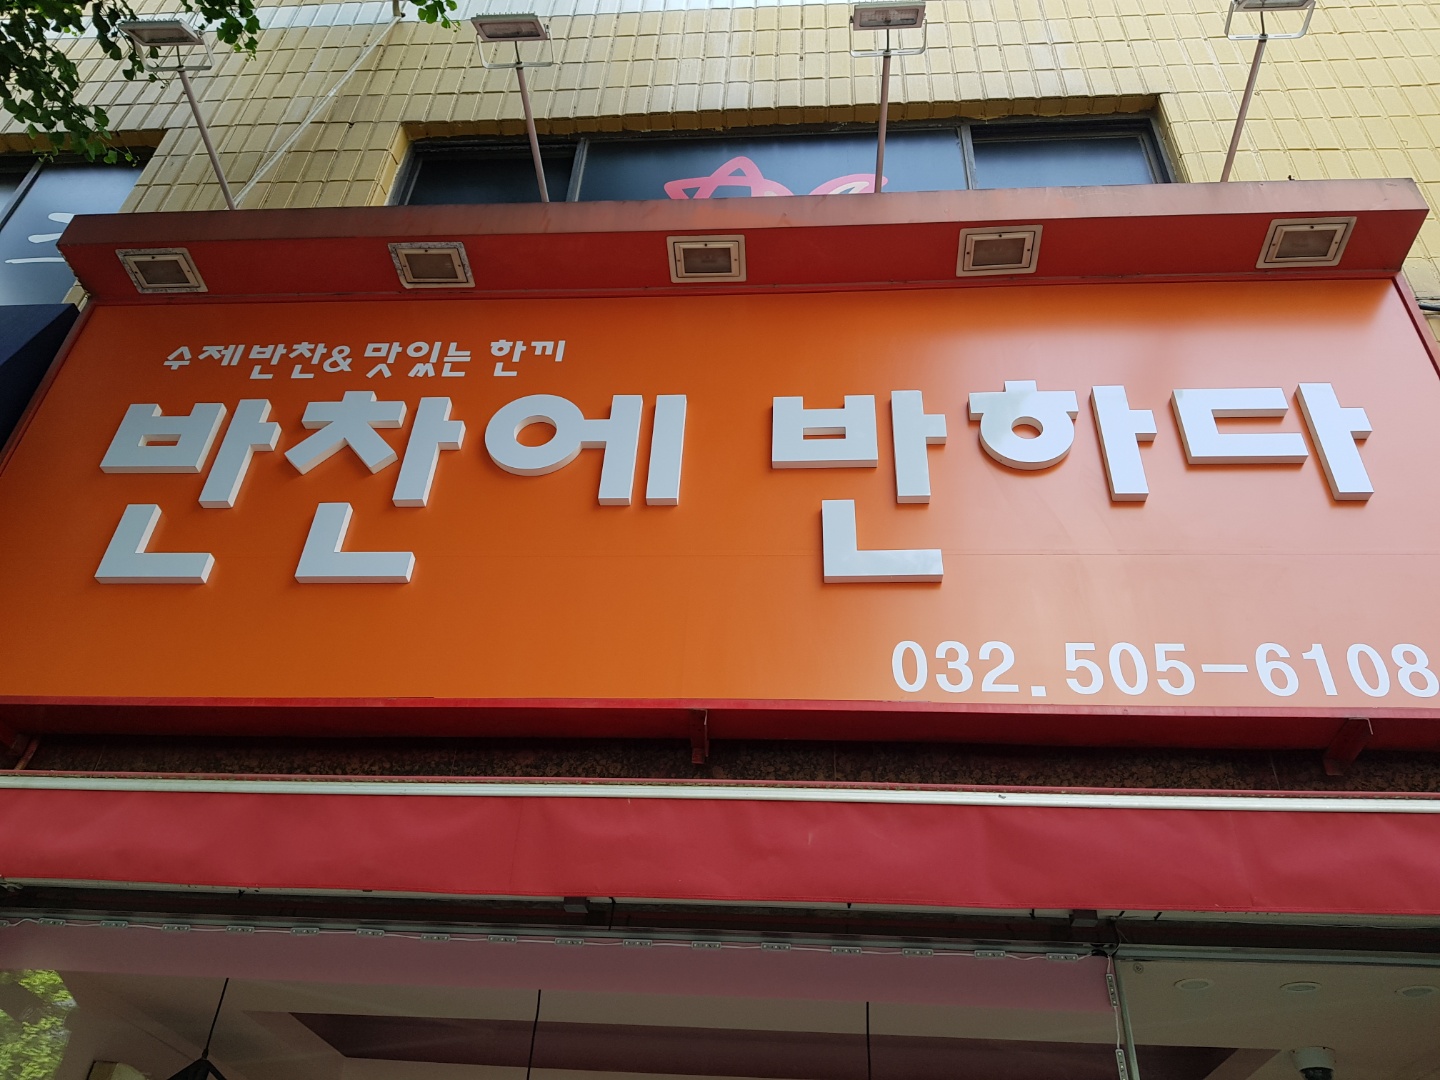 수제반찬&맛있는 한끼
반찬에 반하다
032.505-6108